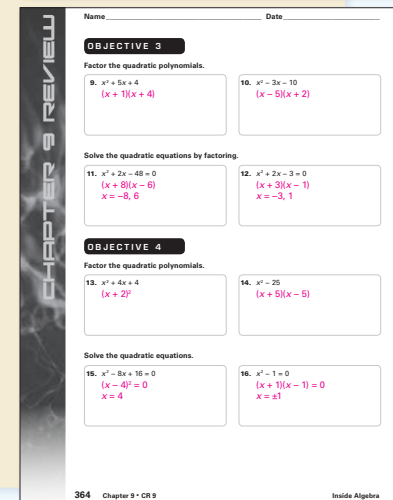 CHAPTER 9 REVIEW
Name Date
OBJECTIVE 3
Factor the quadratic polynomials.
9. x² + 5x + 4
(x + 1)(x + 4)
10. x² − 3x − 10
(x − 5)(x + 2)
Solve the quadratic equations by factoring.
11. x² + 2x − 48 = 0
(x + 8)(x − 6)
x = −8, 6
12. x² + 2x − 3 = 0
(x + 3)(x − 1)
x = −3, 1
OBJECTIVE 4
Factor the quadratic polynomials.
13. x² + 4x + 4
(x + 2)²
14. x² − 25
(x + 5)(x − 5)
Solve the quadratic equations.
15. x² − 8x + 16 = 0
(x − 4)² = 0
x = 4
16. x² − 1 = 0
(x + 1)(x − 1) = 0
x = ±1
364 Chapter 9 • CR 9 Inside Algebra